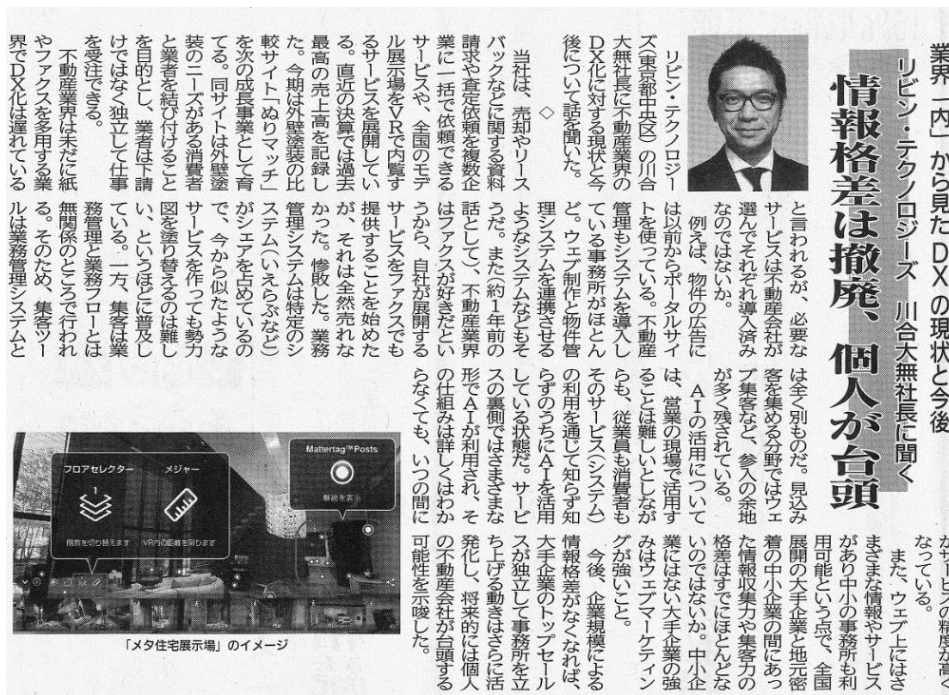 業界〝内〟から見たDXの現状と今後
リビン・テクノロジーズ 川合大無社長に聞く
情報格差は撤廃、個人が台頭
リビン・テクノロジー
ズ(東京都中央区)の川合
大無社長に不動産業界の
DX化に対する現状と今
後について話を聞いた。
◇
当社は、売却やリース
バックなどに関する資料
請求や査定依頼を複数企
業に一括で依頼できる
サービスや、全国のモデ
ル展示場をVRで内覧す
るサービスを展開してい
る。直近の決算では過去
最高の売上高を記録し
た。今期は外壁塗装の比
較サイト「ぬりマッチ」
を次の成長事業として育
てる。同サイトは外壁塗
装のニーズがある消費者
と業者を結び付けること
を目的とし、業者は下請
けではなく独立して仕事
を受注できる。
不動産業界は未だに紙
やファクスを多用する業
界でDX化は遅れている
と言われるが、必要な
サービスは不動産会社が
選んでそれぞれ導入済み
なのではないか。
例えば、物件の広告に
は以前からポータルサイ
トを使っている。不動産
管理もシステムを導入し
ている事務所がほとん
ど。ウェブ制作と物件管
理システムを連携させる
ようなシステムなどもそ
うだ。また(約1年前の
話として)、不動産業界
はファクスが好きだとい
うから、自社が展開する
サービスをファクスでも
提供することを始めた
が、それは全然売れな
かった。惨敗した。業務
管理システムは特定のシ
ステム(いえらぶなど)
がシェアを占めているの
で、今から似たような
サービスを作っても勢力
図を塗り替えるのは難し
い、というほどに普及し
ている。一方、集客は業
務管理と業務フローとは
無関係のところで行われ
る。そのため、集客ツー
ルは業務管理システムと
は全く別ものだ。見込み
客を集める分野ではウェ
ブ集客など、参入の余地
が多く残されている。
AIの活用について
は、営業の現場で活用す
ることは難しいとしなが
らも、従業員も消費者も
そのサービス(システム)
の利用を通じて知らず知
らずのうちにAIを活用
している状態だ。サービ
スの裏側ではさまざまな
形でAIが利用され、そ
の仕組みは詳しくはわか
らなくても、いつの間に
精度が高く
なっている。
また、ウェブ上にはさ
まざまな情報やサービス
があり中小の事務所も利
用可能という点で、全国
展開の大手企業と地元密
着の中小企業の間にあっ
た情報収集力や集客力の
格差はすでにほとんどな
いのではないか。中小企
業にはない大手企業の強
みはウェブマーケティン
グが強いこと。
今後、企業規模による
情報格差がなくなれば、
大手企業のトップセール
スが独立して事務所を立
ち上げる動きはさらに活
発化し、将来的には個人
の不動産会社が台頭する
可能性を示唆した。
フロアセレクター
メジャー
1
階数を切り替えます
VR内の距離を測ります
Mattertag™Posts
解説を表示
「メタ住宅展示場」のイメージ